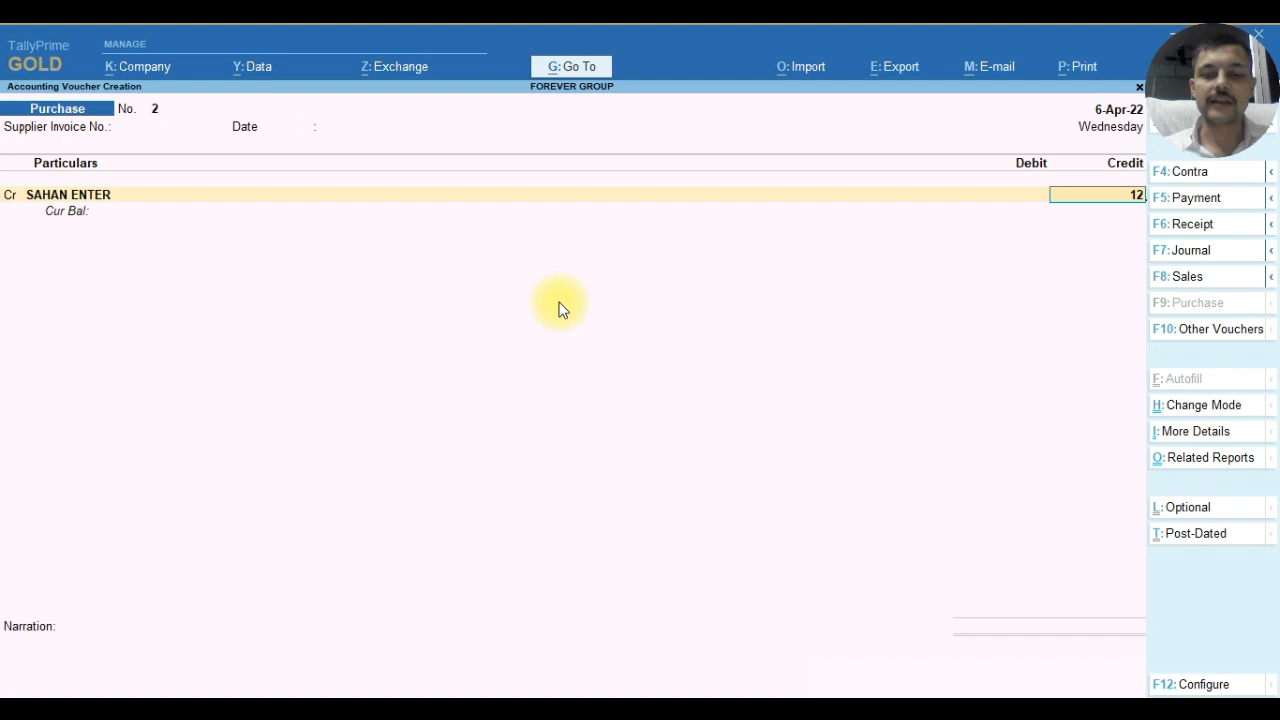 TallyPrime
GOLD
MANAGE
K: Company
Y: Data
Z: Exchange
G: Go To
O: Import
E: Export
M: E-mail
P: Print
Accounting Voucher Creation
FOREVER GROUP
Purchase No. 2
6-Apr-22
Supplier Invoice No.: Date :
Wednesday
Particulars Debit Credit
Cr SAHAN ENTER 12
Cur Bal:
Narration:
F4: Contra
F5: Payment
F6: Receipt
F7: Journal
F8: Sales
F9: Purchase
F10: Other Vouchers
F: Autofill
H: Change Mode
I: More Details
O: Related Reports
L: Optional
T: Post-Dated
F12: Configure